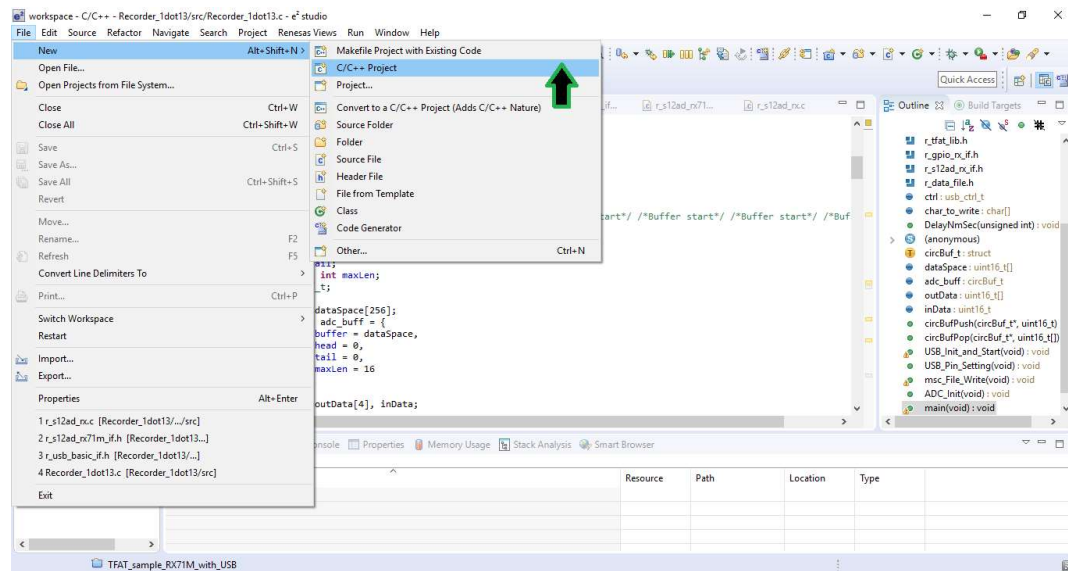 workspace - C/C++ - Recorder_1dot13/src/Recorder_1dot13.c - e² studio
File Edit Source Refactor Navigate Search Project Renesas Views Run Window Help
New Alt+Shift+N >
Open File...
Open Projects from File System...
Close Ctrl+W
Close All Ctrl+Shift+W
Save Ctrl+S
Save As...
Save All Ctrl+Shift+S
Revert
Move...
Rename... F2
Refresh F5
Convert Line Delimiters To >
Print... Ctrl+P
Switch Workspace >
Restart
Import...
Export...
Properties Alt+Enter
1 r_s12ad_rx.c [Recorder_1dot13/.../src]
2 r_s12ad_rx71m_if.h [Recorder_1dot13...]
3 r_usb_basic_if.h [Recorder_1dot13/...]
4 Recorder_1dot13.c [Recorder_1dot13/src]
Exit
Makefile Project with Existing Code
C/C++ Project
Project...
Convert to a C/C++ Project (Adds C/C++ Nature)
Source Folder
Folder
Source File
Header File
File from Template
Class
Code Generator
Other... Ctrl+N
Quick Access
_if... r_s12ad_rx71... r_s12ad_rx.c
tart*/ /*Buffer start*/ /*Buffer start*/ /*Buf
int maxLen;
_t;
dataSpace[256];
adc_buff = {
buffer = dataSpace,
head = 0,
tail = 0,
maxLen = 16
outData[4], inData;
Outline Build Targets
r_tfat_lib.h
r_gpio_rx_if.h
r_s12ad_rx_if.h
r_data_file.h
ctrl : usb_ctrl_t
char_to_write : char[]
DelayNmSec(unsigned int) : void
(anonymous)
circBuf_t : struct
dataSpace : uint16_t[]
adc_buff : circBuf_t
outData : uint16_t[]
inData : uint16_t
circBufPush(circBuf_t*, uint16_t)
circBufPop(circBuf_t*, uint16_t[])
USB_Init_and_Start(void) : void
USB_Pin_Setting(void) : void
msc_File_Write(void) : void
ADC_Init(void) : void
main(void) : void
onsole Properties Memory Usage Stack Analysis Smart Browser
Resource Path Location Type
TFAT_sample_RX71M_with_USB